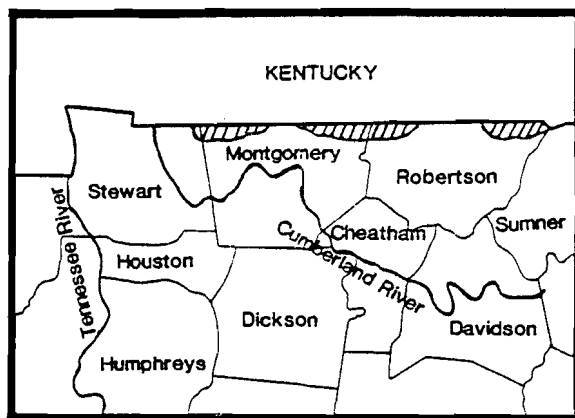 KENTUCKY
Montgomery
Robertson
Stewart
Sumner
Cheatham
Tennessee River
Cumberland River
Houston
Dickson
Davidson
Humphreys